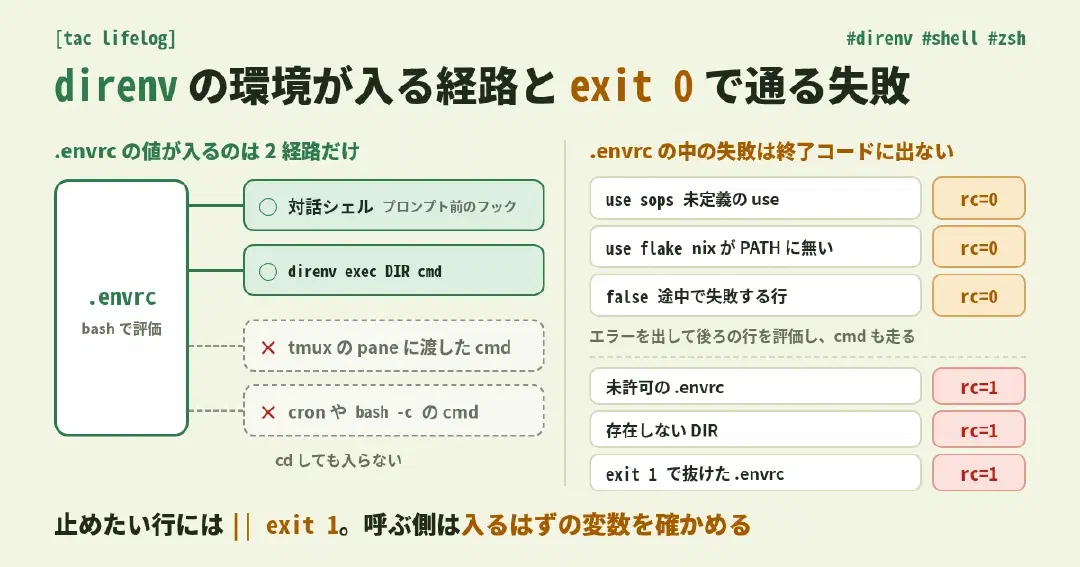 [tac lifelog]
#direnv #shell #zsh
direnv の環境が入る経路と exit 0 で通る失敗
.envrc の値が入るのは 2 経路だけ
.envrc
bash で評価
○ 対話シェル プロンプト前のフック
○ direnv exec DIR cmd
× tmux の pane に渡した cmd
× cron や bash -c の cmd
cd しても入らない
.envrc の中の失敗は終了コードに出ない
use sops 未定義の use rc=0
use flake nix が PATH に無い rc=0
false 途中で失敗する行 rc=0
エラーを出して後ろの行を評価し、cmd も走る
未許可の .envrc rc=1
存在しない DIR rc=1
exit 1 で抜けた .envrc rc=1
止めたい行には || exit 1。呼ぶ側は入るはずの変数を確かめる